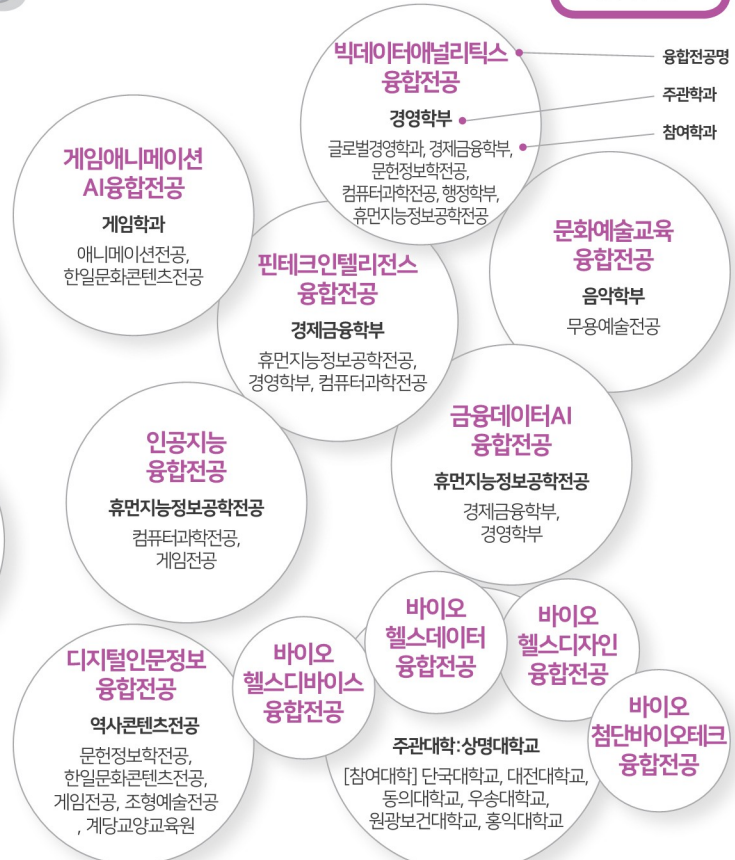 빅데이터애널리틱스
융합전공
경영학부
글로벌경영학과, 경제금융학부,
문헌정보학전공,
컴퓨터과학전공, 행정학부,
휴먼지능정보공학전공
융합전공명
주관학과
참여학과
게임애니메이션
AI융합전공
게임학과
애니메이션전공,
한일문화콘텐츠전공
핀테크인텔리전스
융합전공
경제금융학부
휴먼지능정보공학전공,
경영학부, 컴퓨터과학전공
문화예술교육
융합전공
음악학부
무용예술전공
인공지능
융합전공
휴먼지능정보공학전공
컴퓨터과학전공,
게임전공
금융데이터AI
융합전공
휴먼지능정보공학전공
경제금융학부,
경영학부
디지털인문정보
융합전공
역사콘텐츠전공
문헌정보학전공,
한일문화콘텐츠전공,
게임전공, 조형예술전공
, 계당교양교육원
바이오
헬스디바이스
융합전공
바이오
헬스데이터
융합전공
바이오
헬스디자인
융합전공
바이오
첨단바이오테크
융합전공
주관대학:상명대학교
[참여대학] 단국대학교, 대전대학교,
동의대학교, 우송대학교,
원광보건대학교, 홍익대학교